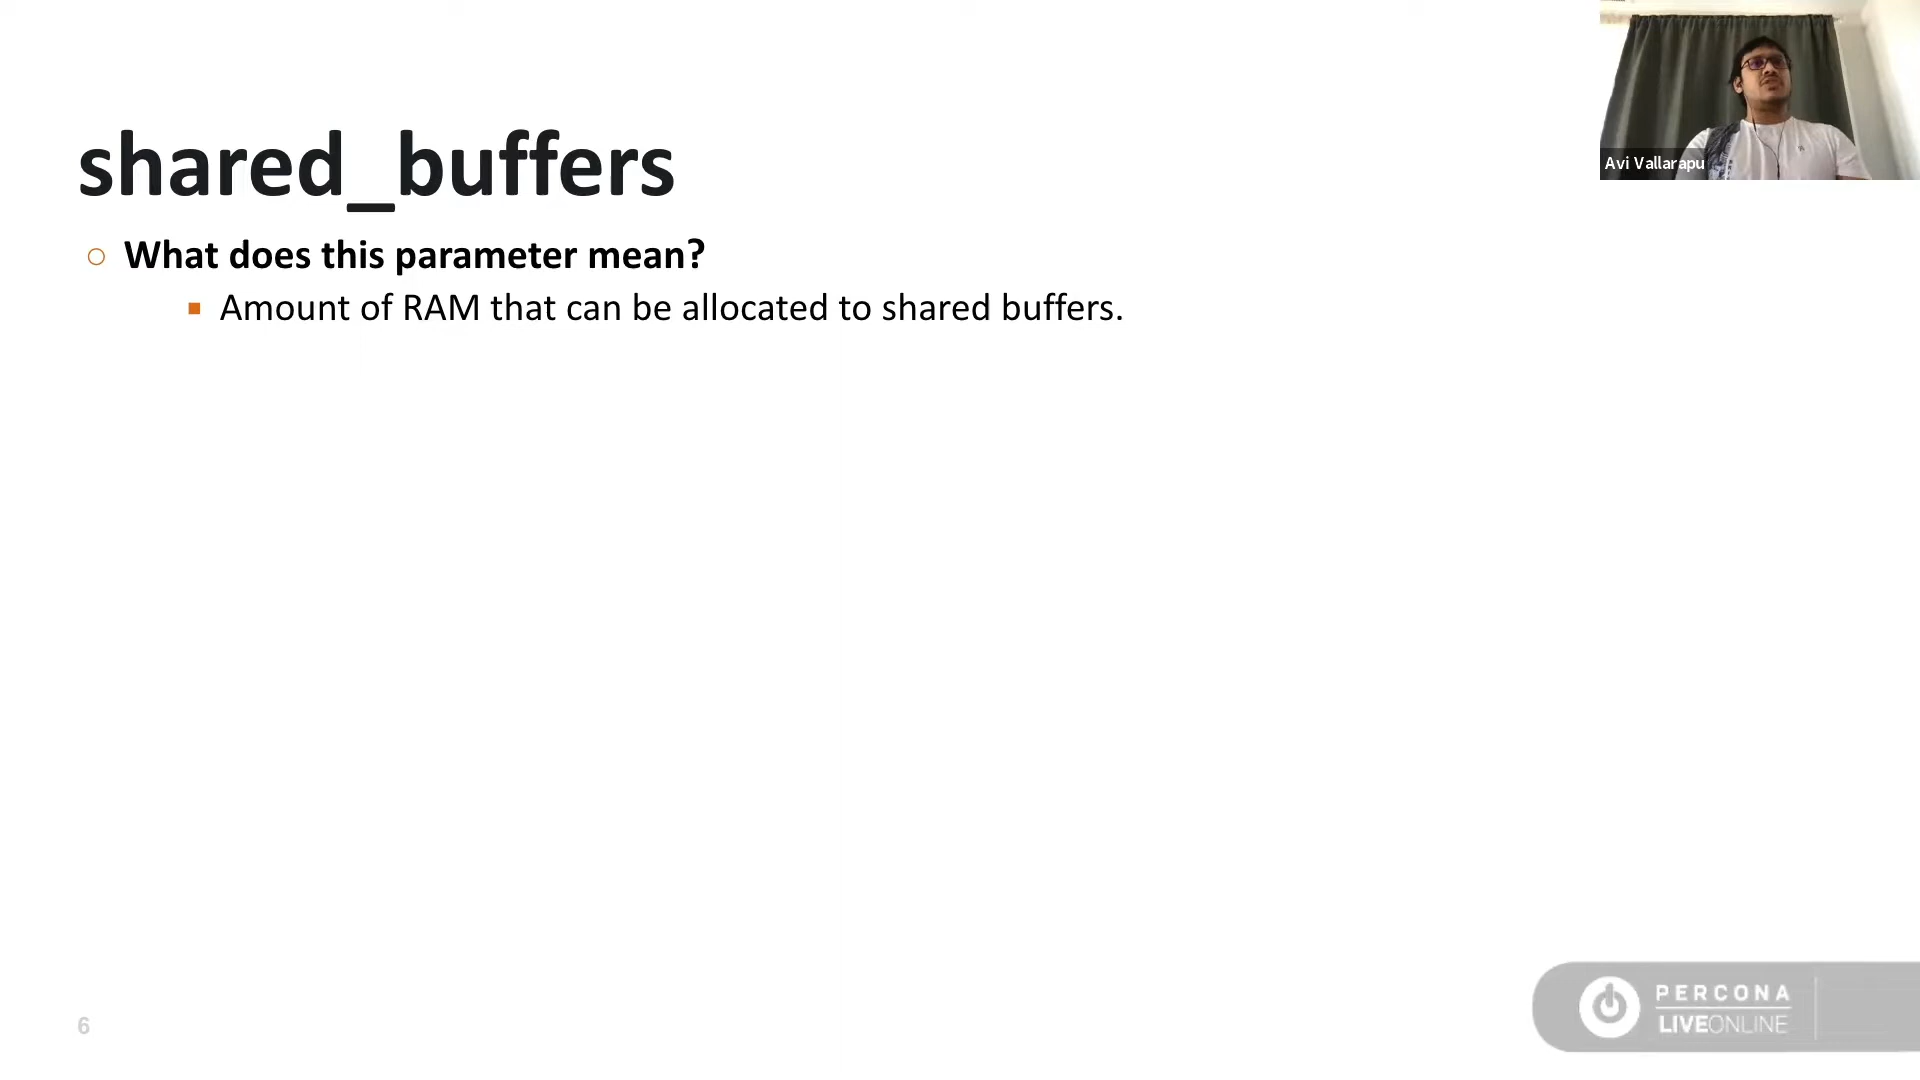 shared_buffers
Avi Vallarapu
○ What does this parameter mean?
▪ Amount of RAM that can be allocated to shared buffers.
6
PERCONA
LIVEONLINE